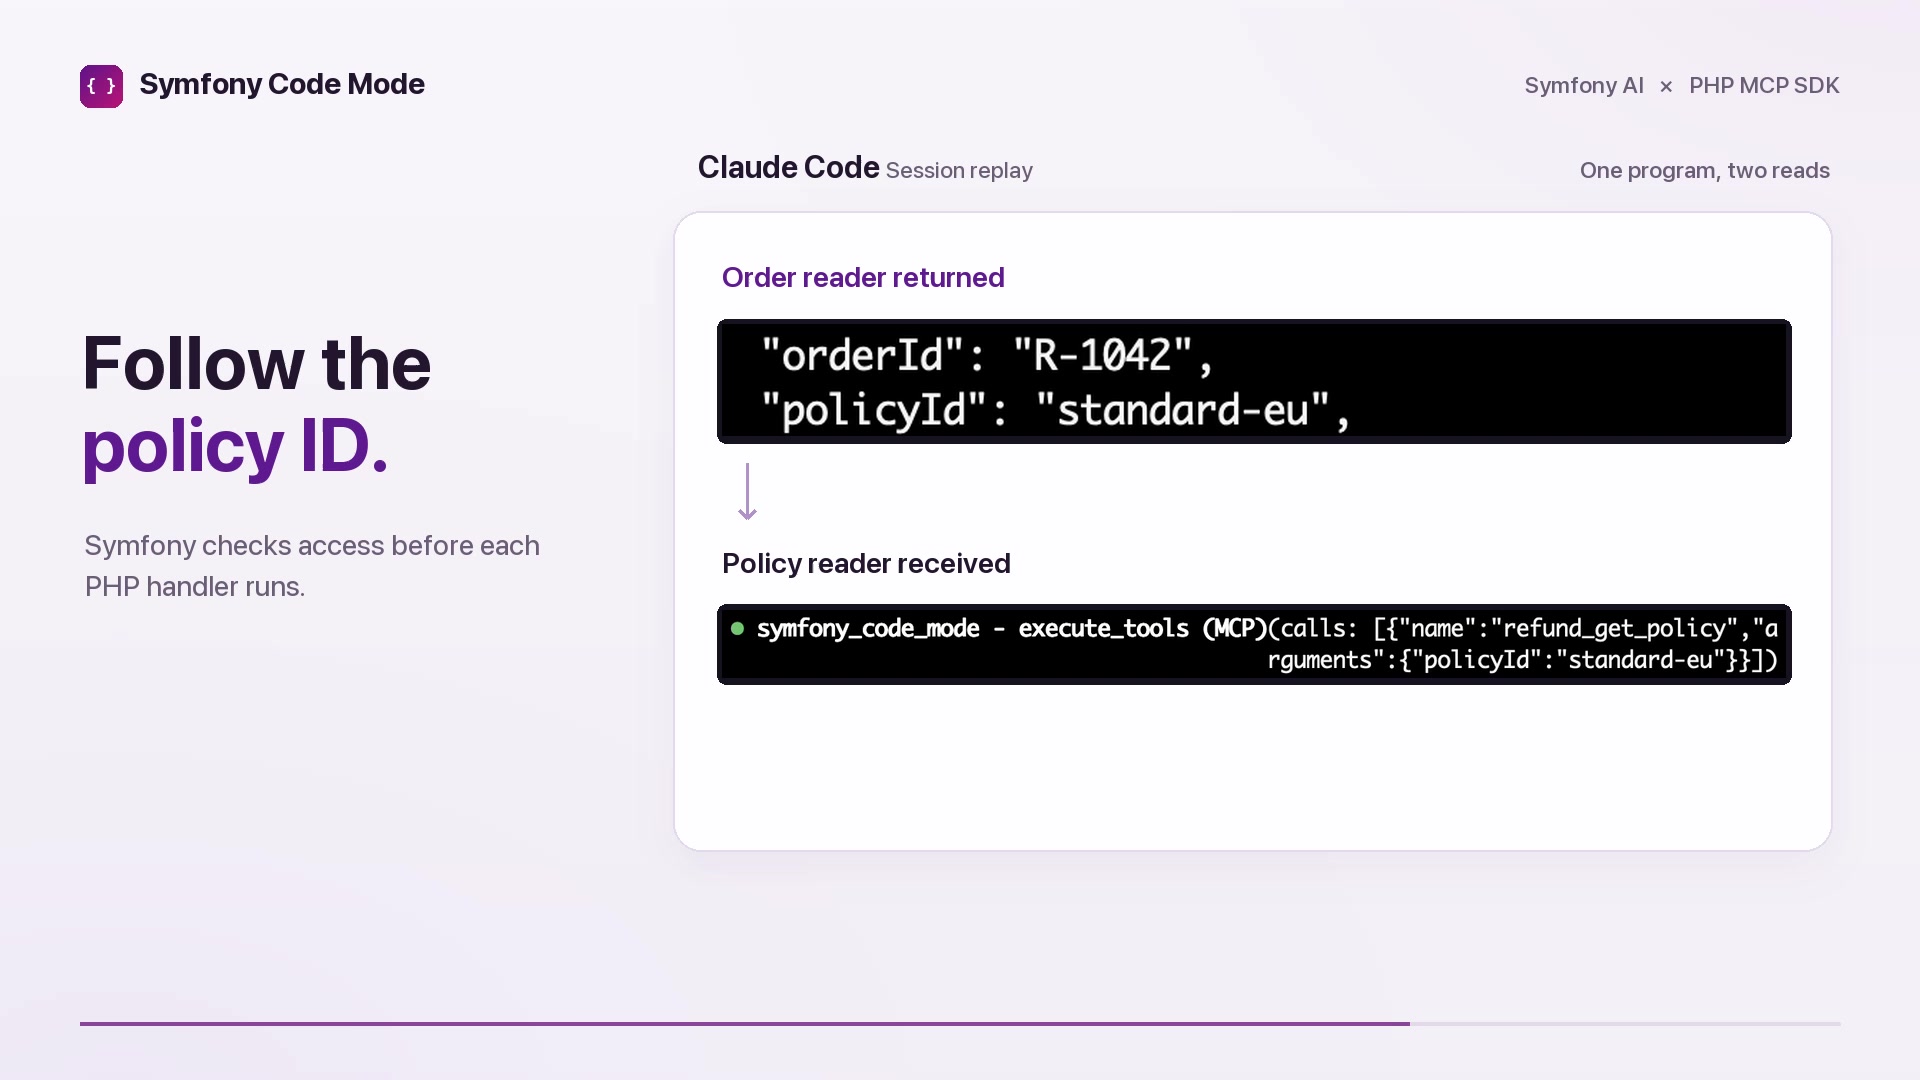 { } Symfony Code Mode
Symfony AI × PHP MCP SDK
Claude Code Session replay
One program, two reads
Follow the
policy ID.
Symfony checks access before each
PHP handler runs.
Order reader returned
"orderId": "R-1042",
"policyId": "standard-eu",
Policy reader received
symfony_code_mode - execute_tools (MCP)(calls: [{"name":"refund_get_policy","a
rguments":{"policyId":"standard-eu"}}])